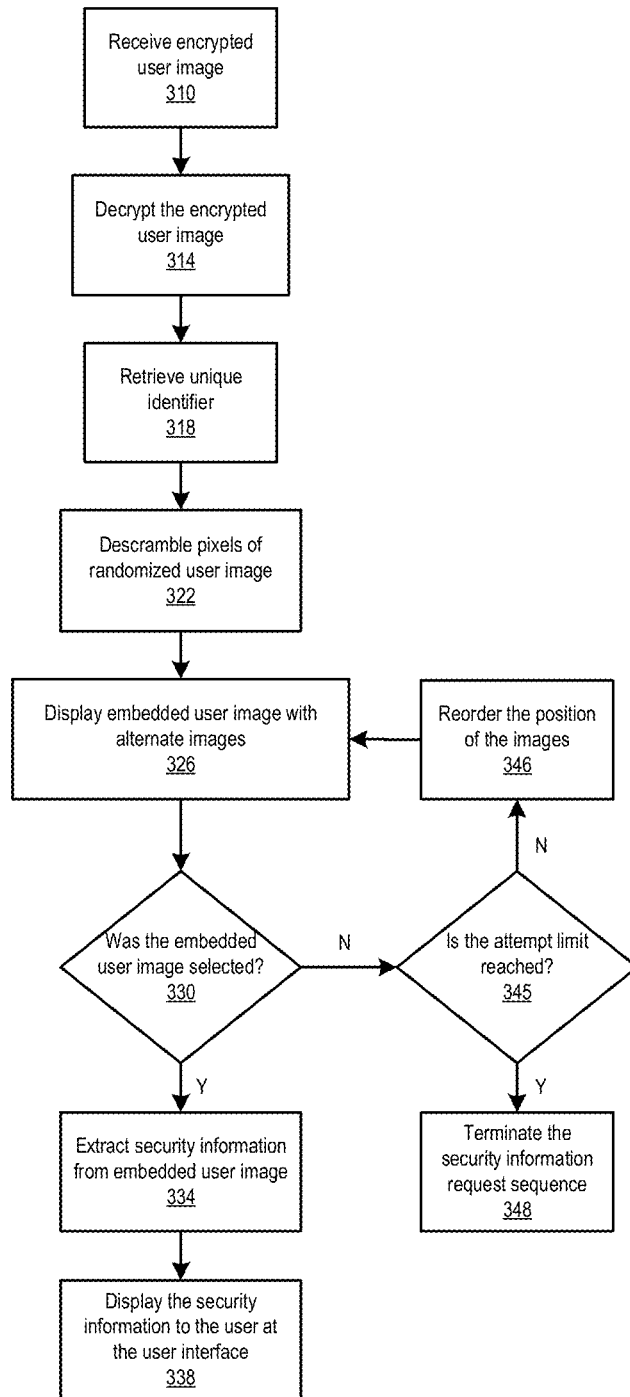 Receive encrypted
user image
310
Decrypt the encrypted
user image
314
Retrieve unique
identifier
318
Descramble pixels of
randomized user image
322
Display embedded user image with
alternate images
326
Reorder the position
of the images
346
N
Was the embedded
user image selected?
330
N
Is the attempt limit
reached?
345
Y
Y
Extract security information
from embedded user image
334
Terminate the
security information
request sequence
348
Display the security
information to the user at
the user interface
338